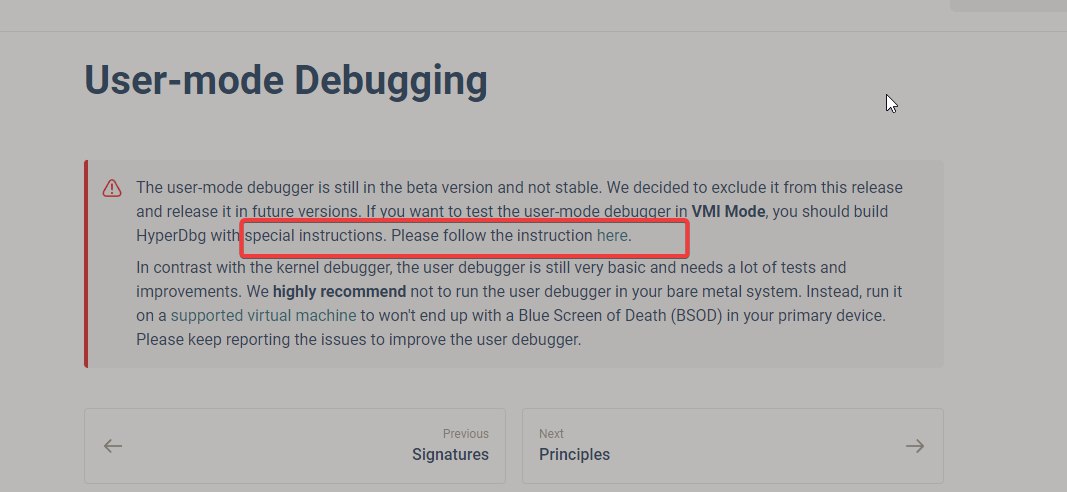 User-mode Debugging
The user-mode debugger is still in the beta version and not stable. We decided to exclude it from this release
and release it in future versions. If you want to test the user-mode debugger in VMI Mode, you should build
HyperDbg with special instructions. Please follow the instruction here.
In contrast with the kernel debugger, the user debugger is still very basic and needs a lot of tests and
improvements. We highly recommend not to run the user debugger in your bare metal system. Instead, run it
on a supported virtual machine to won't end up with a Blue Screen of Death (BSOD) in your primary device.
Please keep reporting the issues to improve the user debugger.
Previous
Signatures
Next
Principles